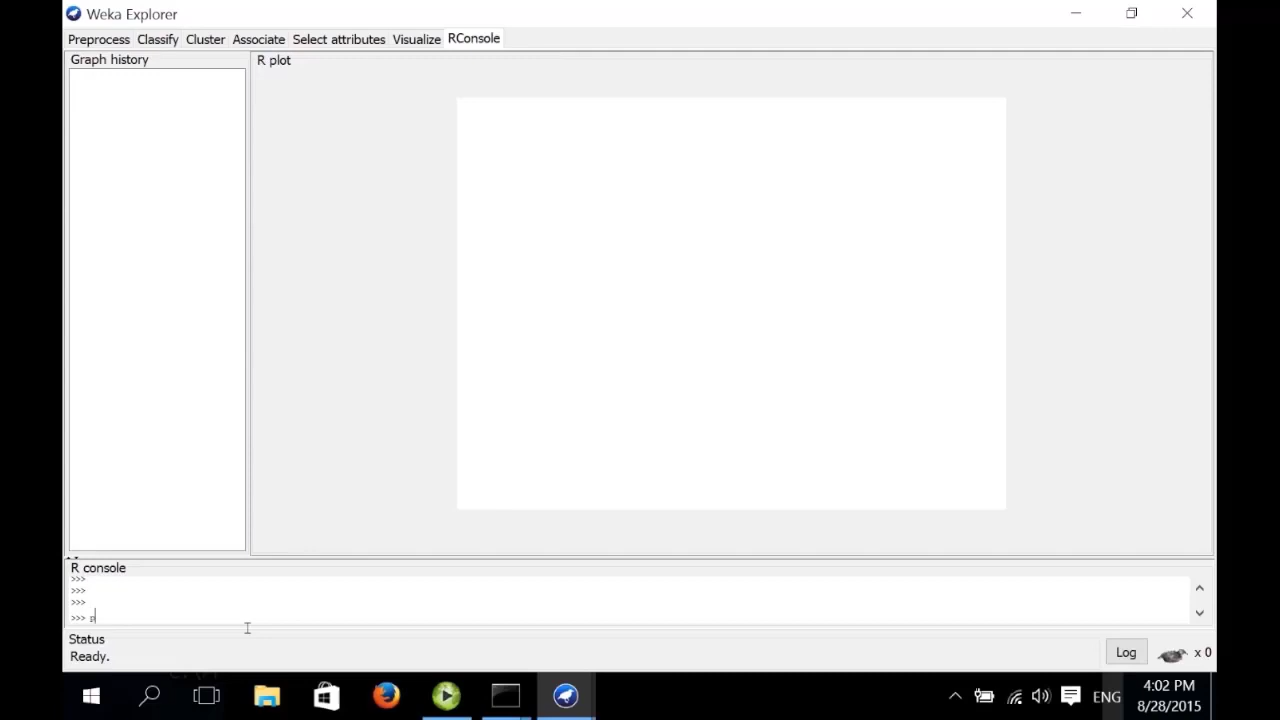 Weka Explorer
Preprocess Classify Cluster Associate Select attributes Visualize RConsole
Graph history
R plot
R console
>>>
>>>
>>>
>>> p
Status
Ready.
Log
x 0
ENG
4:02 PM
8/28/2015